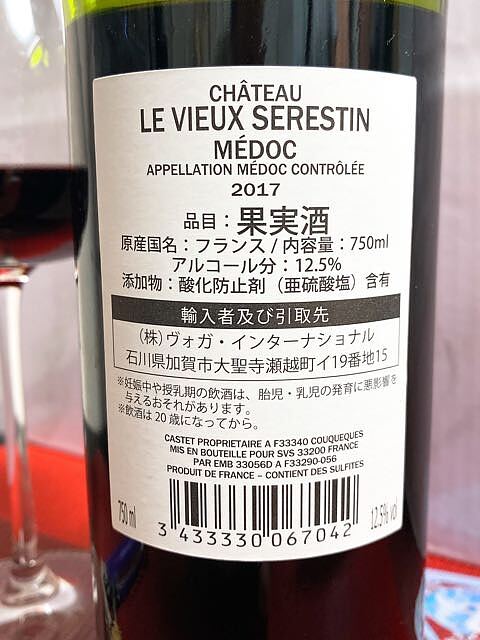 CHÂTEAU
LE VIEUX SERESTIN
MÉDOC
APPELLATION MÉDOC CONTRÔLÉE
2017
品目：果実酒
原産国名：フランス / 内容量：750ml
アルコール分：12.5%
添加物：酸化防止剤（亜硫酸塩）含有
輸入者及び引取先
(株)ヴォガ・インターナショナル
石川県加賀市大聖寺瀬越町イ19番地15
※妊娠中や授乳期の飲酒は、胎児・乳児の発育に悪影響を
与えるおそれがあります。
※飲酒は20歳になってから。
CASTET PROPRIETAIRE A F33340 COUQUEQUES
MIS EN BOUTEILLE POUR SVS 33200 FRANCE
PAR EMB 33056D A F33290-056
PRODUIT DE FRANCE – CONTIENT DES SULFITES
750 ml
3 433330 067042
12.5% vol